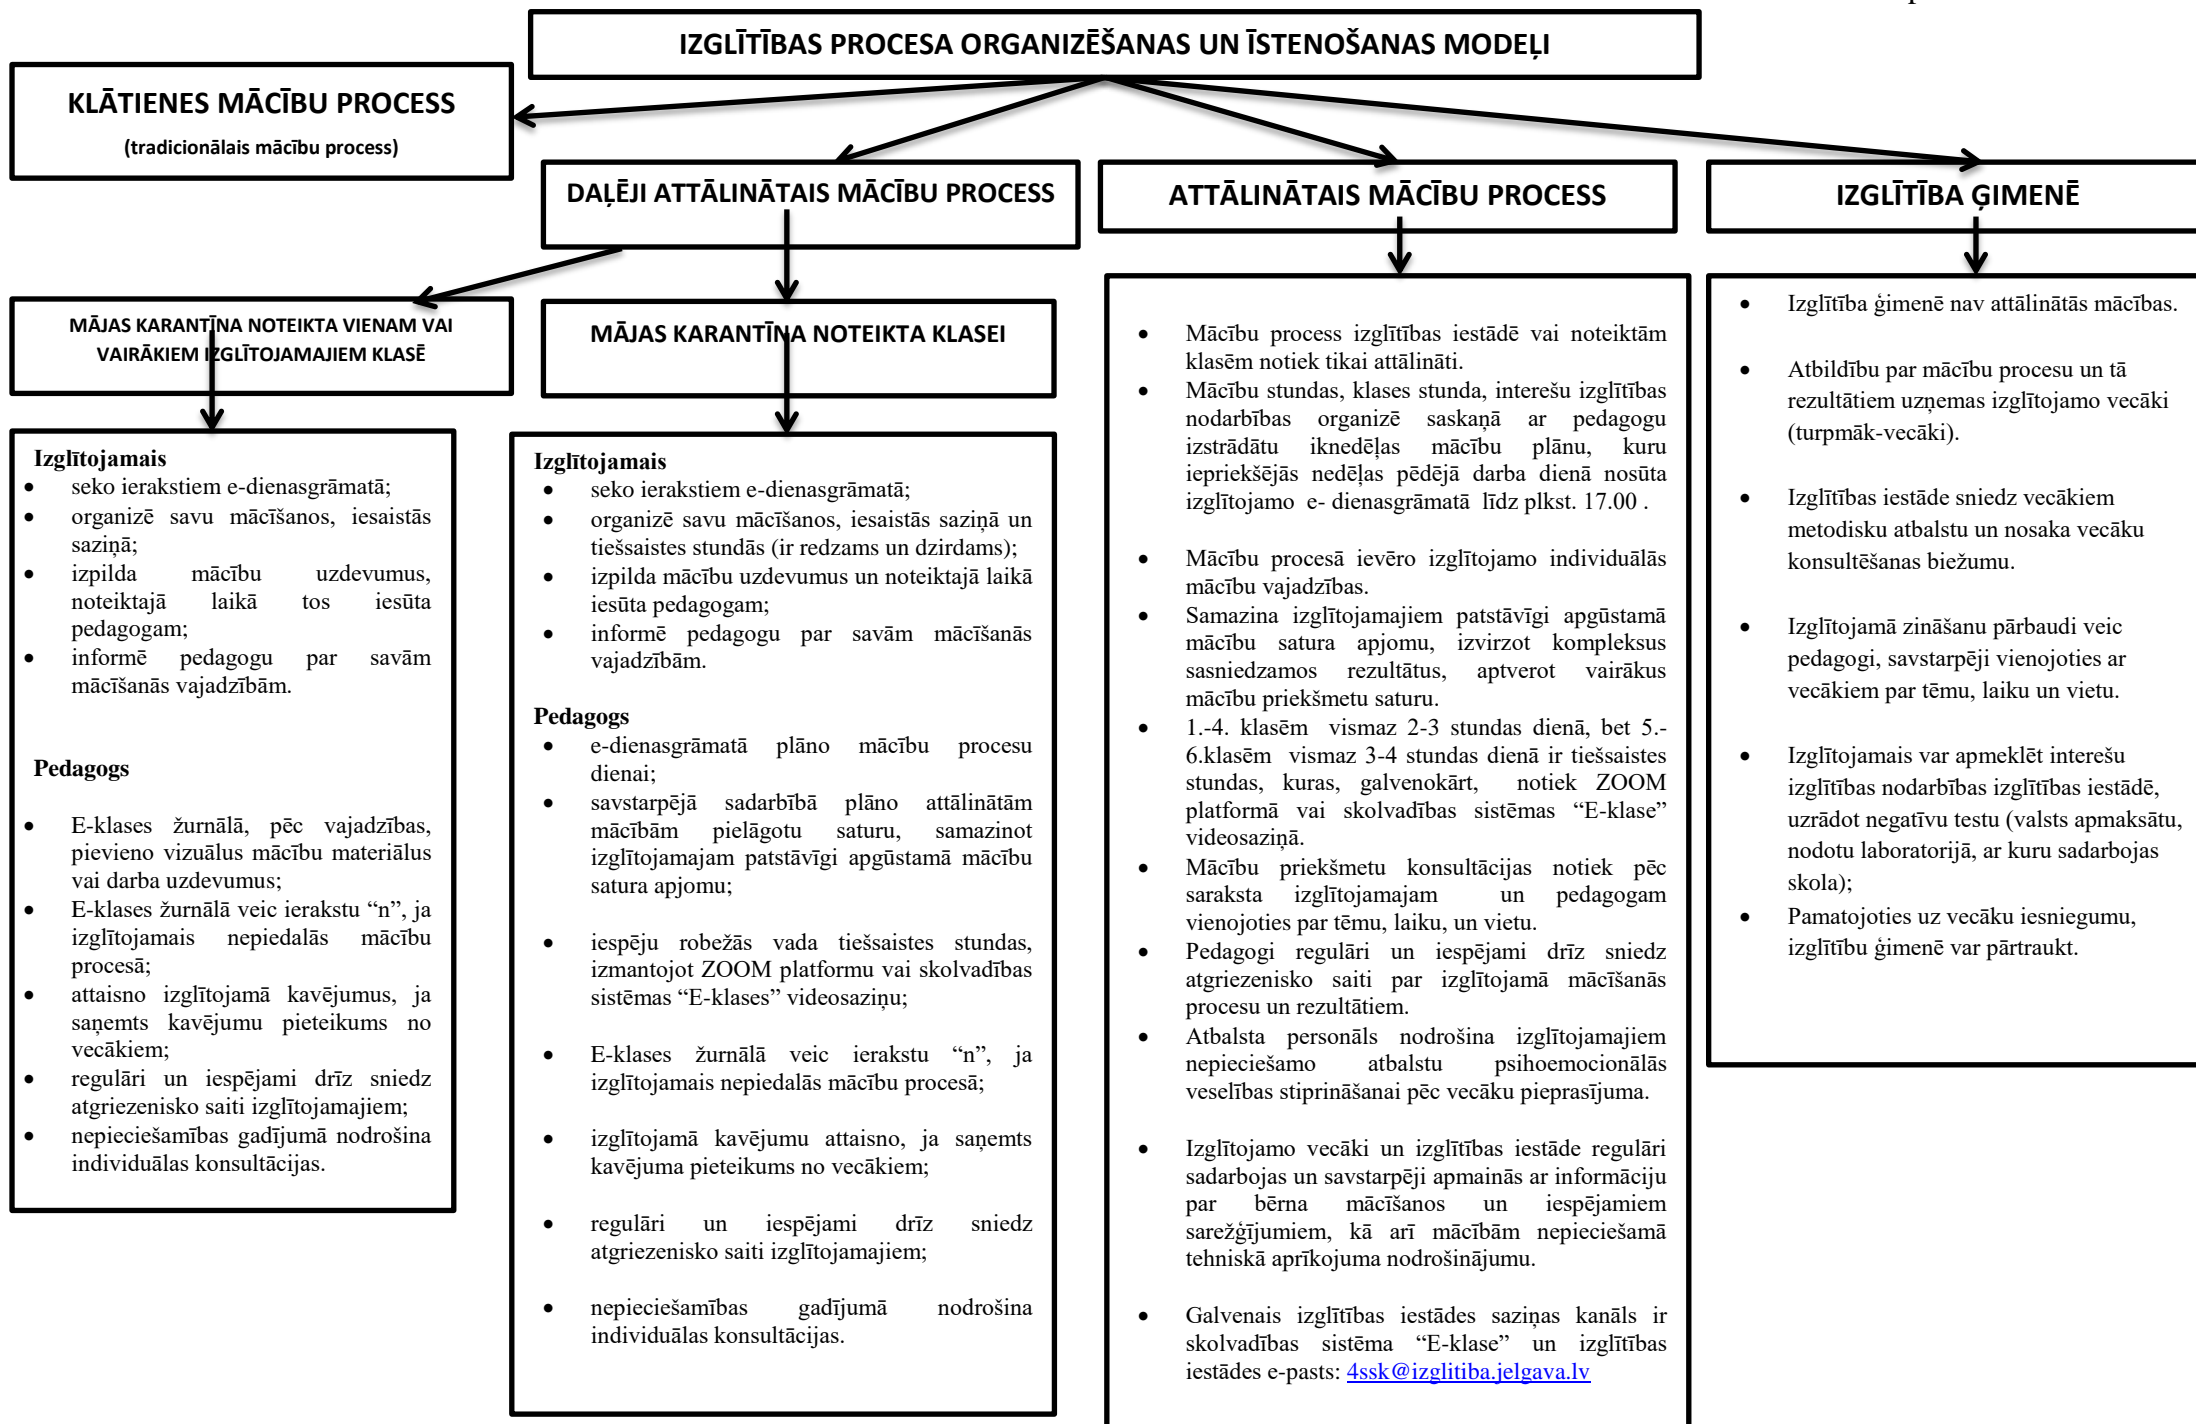 IZGLĪTĪBAS PROCESA ORGANIZĒŠANAS UN ĪSTENOŠANAS MODEĻI
KLĀTIENES MĀCĪBU PROCESS
(tradicionālais mācību process)
DAĻĒJI ATTĀLINĀTAIS MĀCĪBU PROCESS
ATTĀLINĀTAIS MĀCĪBU PROCESS
IZGLĪTĪBA ĢIMENĒ
MĀJAS KARANTĪNA NOTEIKTA VIENAM VAI
VAIRĀKIEM IZGLĪTOJAMAJIEM KLASĒ
MĀJAS KARANTĪNA NOTEIKTA KLASEI
Izglītojamais
• seko ierakstiem e-dienasgrāmatā;
• organizē savu mācīšanos, iesaistās
saziņā;
• izpilda mācību uzdevumus,
noteiktajā laikā tos iesūta
pedagogam;
• informē pedagogu par savām
mācīšanās vajadzībām.
Pedagogs
• E-klases žurnālā, pēc vajadzības,
pievieno vizuālus mācību materiālus
vai darba uzdevumus;
• E-klases žurnālā veic ierakstu “n”, ja
izglītojamais nepiedalās mācību
procesā;
• attaisno izglītojamā kavējumus, ja
saņemts kavējumu pieteikums no
vecākiem;
• regulāri un iespējami drīz sniedz
atgriezenisko saiti izglītojamajiem;
• nepieciešamības gadījumā nodrošina
individuālas konsultācijas.
Izglītojamais
• seko ierakstiem e-dienasgrāmatā;
• organizē savu mācīšanos, iesaistās saziņā un
tiešsaistes stundās (ir redzams un dzirdams);
• izpilda mācību uzdevumus un noteiktajā laikā
iesūta pedagogam;
• informē pedagogu par savām mācīšanās
vajadzībām.
Pedagogs
• e-dienasgrāmatā plāno mācību procesu
dienai;
• savstarpējā sadarbībā plāno attālinātām
mācībām pielāgotu saturu, samazinot
izglītojamajam patstāvīgi apgūstamā mācību
satura apjomu;
• iespēju robežās vada tiešsaistes stundas,
izmantojot ZOOM platformu vai skolvadības
sistēmas “E-klases” videosaziņu;
• E-klases žurnālā veic ierakstu “n”, ja
izglītojamais nepiedalās mācību procesā;
• izglītojamā kavējumu attaisno, ja saņemts
kavējuma pieteikums no vecākiem;
• regulāri un iespējami drīz sniedz
atgriezenisko saiti izglītojamajiem;
• nepieciešamības gadījumā nodrošina
individuālas konsultācijas.
• Mācību process izglītības iestādē vai noteiktām
klasēm notiek tikai attālināti.
• Mācību stundas, klases stunda, interešu izglītības
nodarbības organizē saskaņā ar pedagogu
izstrādātu iknedēļas mācību plānu, kuru
iepriekšējās nedēļas pēdējā darba dienā nosūta
izglītojamo e- dienasgrāmatā līdz plkst. 17.00 .
• Mācību procesā ievēro izglītojamo individuālās
mācību vajadzības.
• Samazina izglītojamajiem patstāvīgi apgūstamā
mācību satura apjomu, izvirzot kompleksus
sasniedzamos rezultātus, aptverot vairākus
mācību priekšmetu saturu.
• 1.-4. klasēm vismaz 2-3 stundas dienā, bet 5.-
6.klasēm vismaz 3-4 stundas dienā ir tiešsaistes
stundas, kuras, galvenokārt, notiek ZOOM
platformā vai skolvadības sistēmas “E-klase”
videosaziņā.
• Mācību priekšmetu konsultācijas notiek pēc
saraksta izglītojamajam un pedagogam
vienojoties par tēmu, laiku, un vietu.
• Pedagogi regulāri un iespējami drīz sniedz
atgriezenisko saiti par izglītojamā mācīšanās
procesu un rezultātiem.
• Atbalsta personāls nodrošina izglītojamajiem
nepieciešamo atbalstu psihoemocionālās
veselības stiprināšanai pēc vecāku pieprasījuma.
• Izglītojamo vecāki un izglītības iestāde regulāri
sadarbojas un savstarpēji apmainās ar informāciju
par bērna mācīšanos un iespējamiem
sarežģījumiem, kā arī mācībām nepieciešamā
tehniskā aprīkojuma nodrošinājumu.
• Galvenais izglītības iestādes saziņas kanāls ir
skolvadības sistēma “E-klase” un izglītības
iestādes e-pasts: 4ssk@izglitiba.jelgava.lv
• Izglītība ģimenē nav attālinātās mācības.
• Atbildību par mācību procesu un tā
rezultātiem uzņemas izglītojamo vecāki
(turpmāk-vecāki).
• Izglītības iestāde sniedz vecākiem
metodisku atbalstu un nosaka vecāku
konsultēšanas biežumu.
• Izglītojamā zināšanu pārbaudi veic
pedagogi, savstarpēji vienojoties ar
vecākiem par tēmu, laiku un vietu.
• Izglītojamais var apmeklēt interešu
izglītības nodarbības izglītības iestādē,
uzrādot negatīvu testu (valsts apmaksātu,
nodotu laboratorijā, ar kuru sadarbojas
skola);
• Pamatojoties uz vecāku iesniegumu,
izglītību ģimenē var pārtraukt.